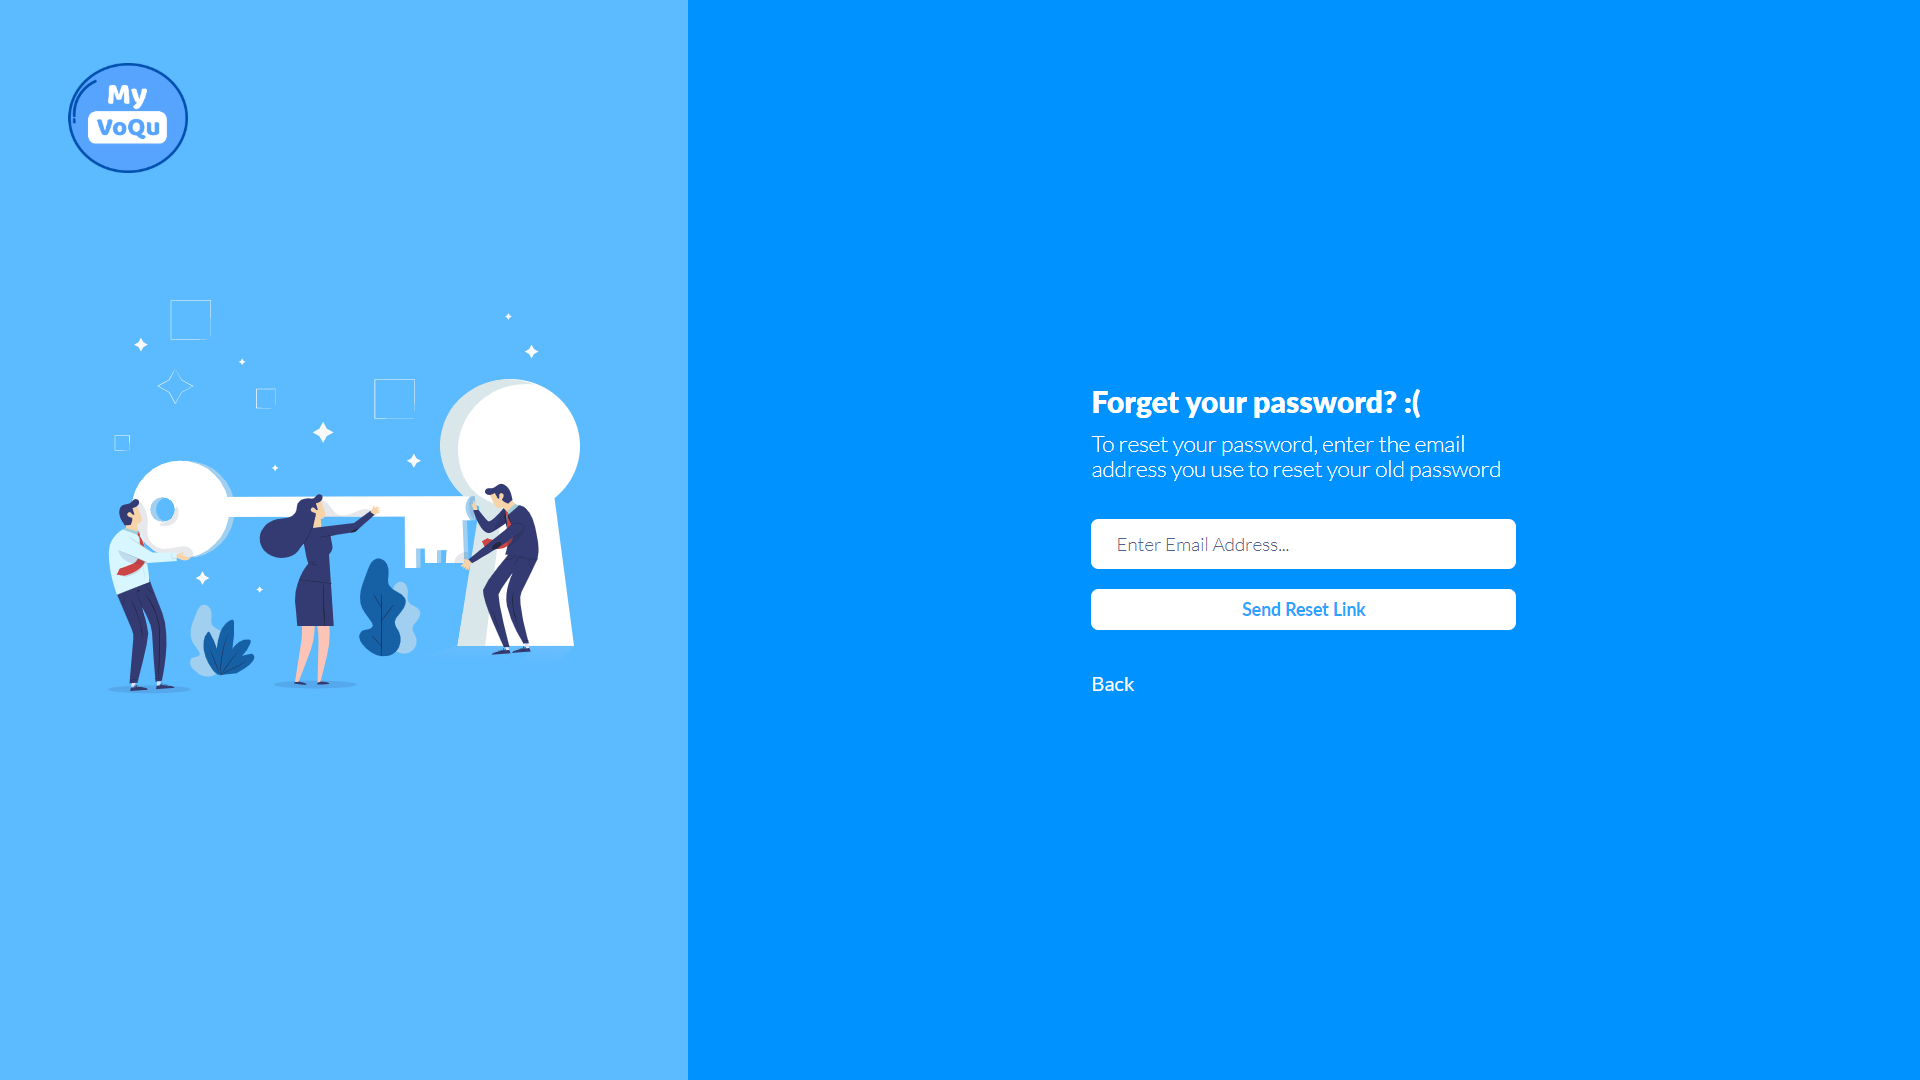 My
VoQu
Forget your password? :(
To reset your password, enter the email
address you use to reset your old password
Enter Email Address...
Send Reset Link
Back